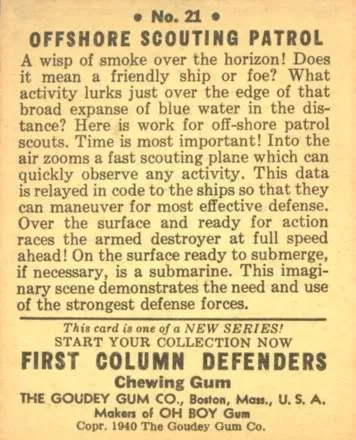 • No. 21 •
OFFSHORE SCOUTING PATROL
A wisp of smoke over the horizon! Does
it mean a friendly ship or foe? What
activity lurks just over the edge of that
broad expanse of blue water in the dis-
tance? Here is work for off-shore patrol
scouts. Time is most important! Into the
air zooms a fast scouting plane which can
quickly observe any activity. This data
is relayed in code to the ships so that they
can maneuver for most effective defense.
Over the surface and ready for action
races the armed destroyer at full speed
ahead! On the surface ready to submerge,
if necessary, is a submarine. This imagi-
nary scene demonstrates the need and use
of the strongest defense forces.
This card is one of a NEW SERIES!
START YOUR COLLECTION NOW
FIRST COLUMN DEFENDERS
Chewing Gum
THE GOUDEY GUM CO., Boston, Mass., U. S. A.
Makers of OH BOY Gum
Copr. 1940 The Goudey Gum Co.